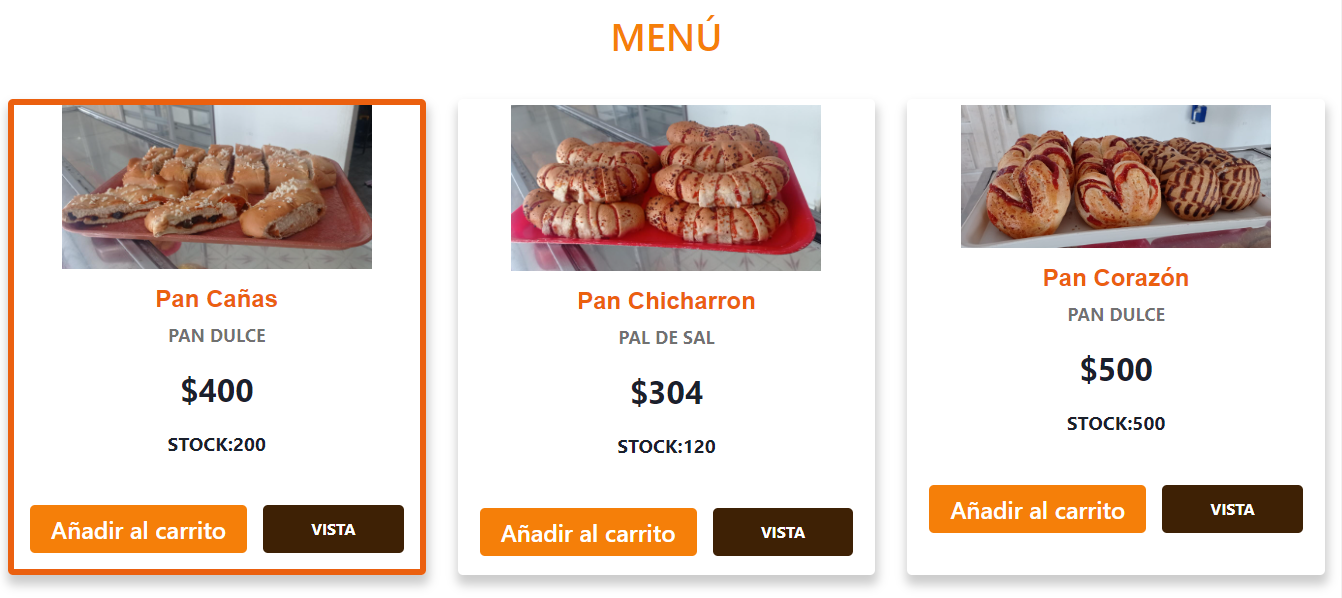 MENÚ
Pan Cañas
PAN DULCE
$400
STOCK:200
Añadir al carrito
VISTA
Pan Chicharron
PAL DE SAL
$304
STOCK:120
Añadir al carrito
VISTA
Pan Corazón
PAN DULCE
$500
STOCK:500
Añadir al carrito
VISTA